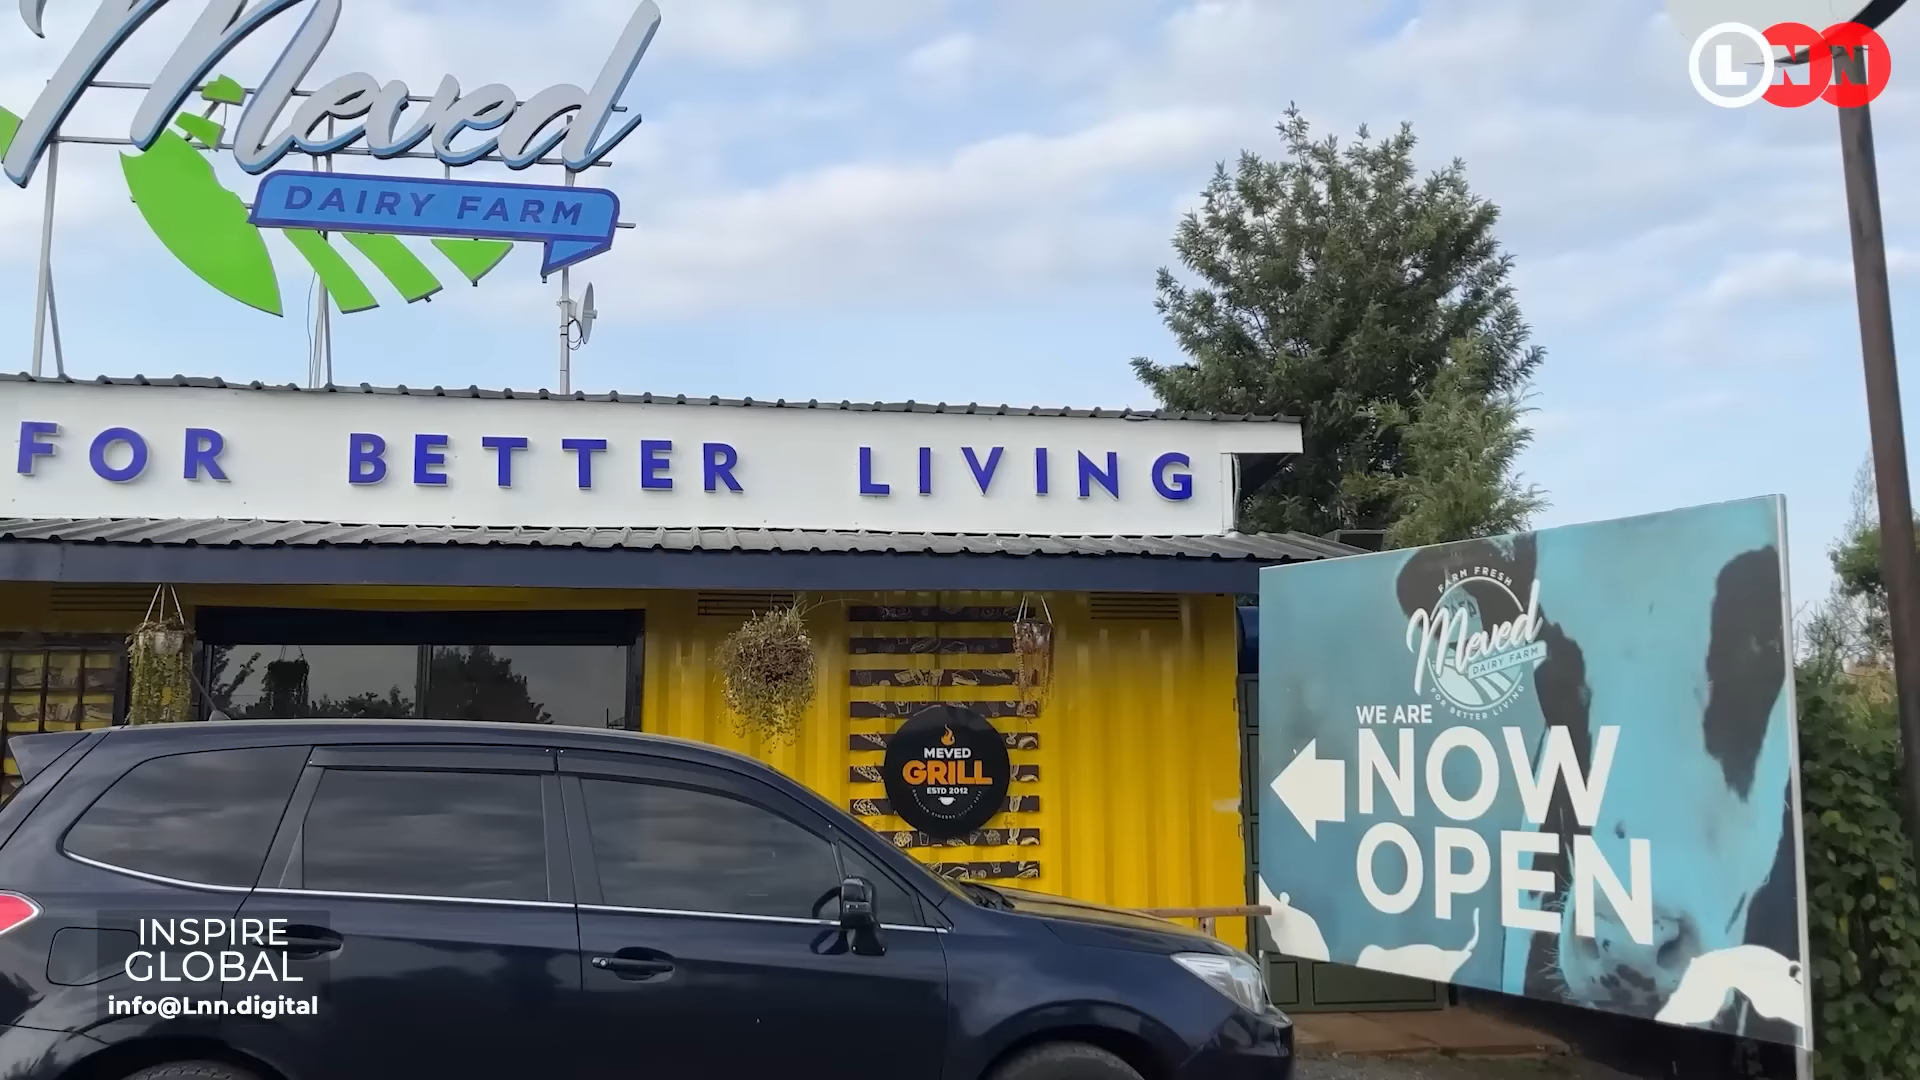 Meved
DAIRY FARM
LNN
FOR BETTER LIVING
FARM FRESH
Meved
DAIRY FARM
FOR BETTER LIVING
WE ARE
NOW
OPEN
MEVED
GRILL
ESTD 2012
INSPIRE
GLOBAL
info@Lnn.digital